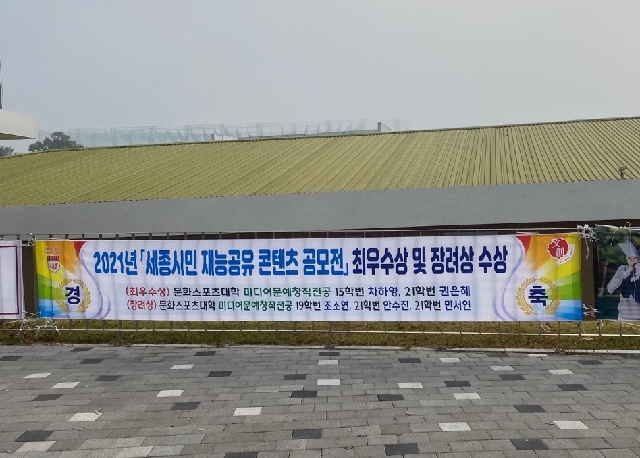 2021년 「세종시민 재능공유 콘텐츠 공모전」 최우수상 및 장려상 수상
(최우수상) 문화스포츠대학 미디어문예창작전공 15학번 차하영, 21학번 권은혜
(장려상) 문화스포츠대학 미디어문예창작전공 19학번 조소연, 21학번 안수진, 21학번 민서연
경
축